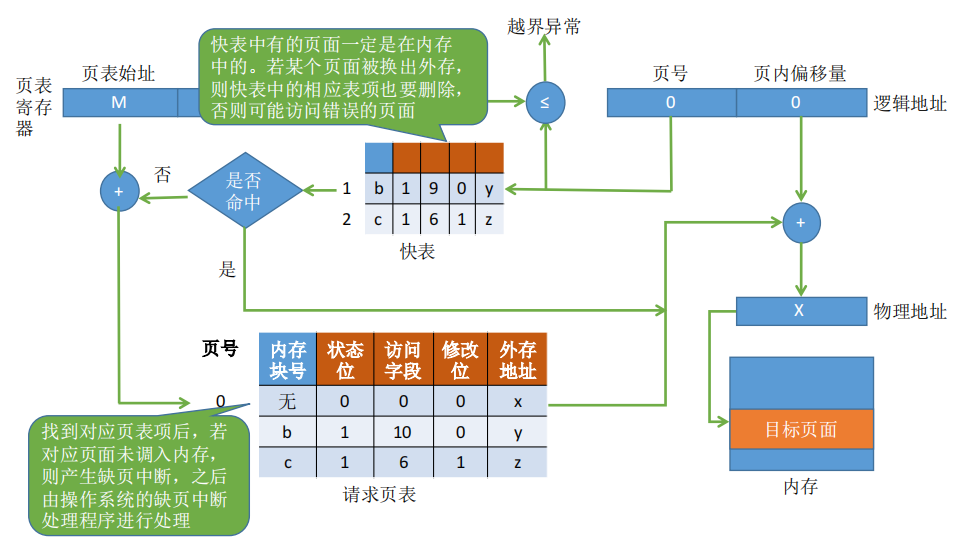 越界异常
快表中有的页面一定是在内存
中的。若某个页面被换出外存，
则快表中的相应表项也要删除，
否则可能访问错误的页面
页表
寄存
器
页表始址
M
≤
页号
页内偏移量
0
0
逻辑地址
+
否
是否
命中
是
1
b 1 9 0 y
2
c 1 6 1 z
快表
+
X
物理地址
页号
内存
块号
状态
位
访问
字段
修改
位
外存
地址
0
无 0 0 0 x
b 1 10 0 y
c 1 6 1 z
请求页表
找到对应页表项后，若
对应页面未调入内存，
则产生缺页中断，之后
由操作系统的缺页中断
处理程序进行处理
目标页面
内存